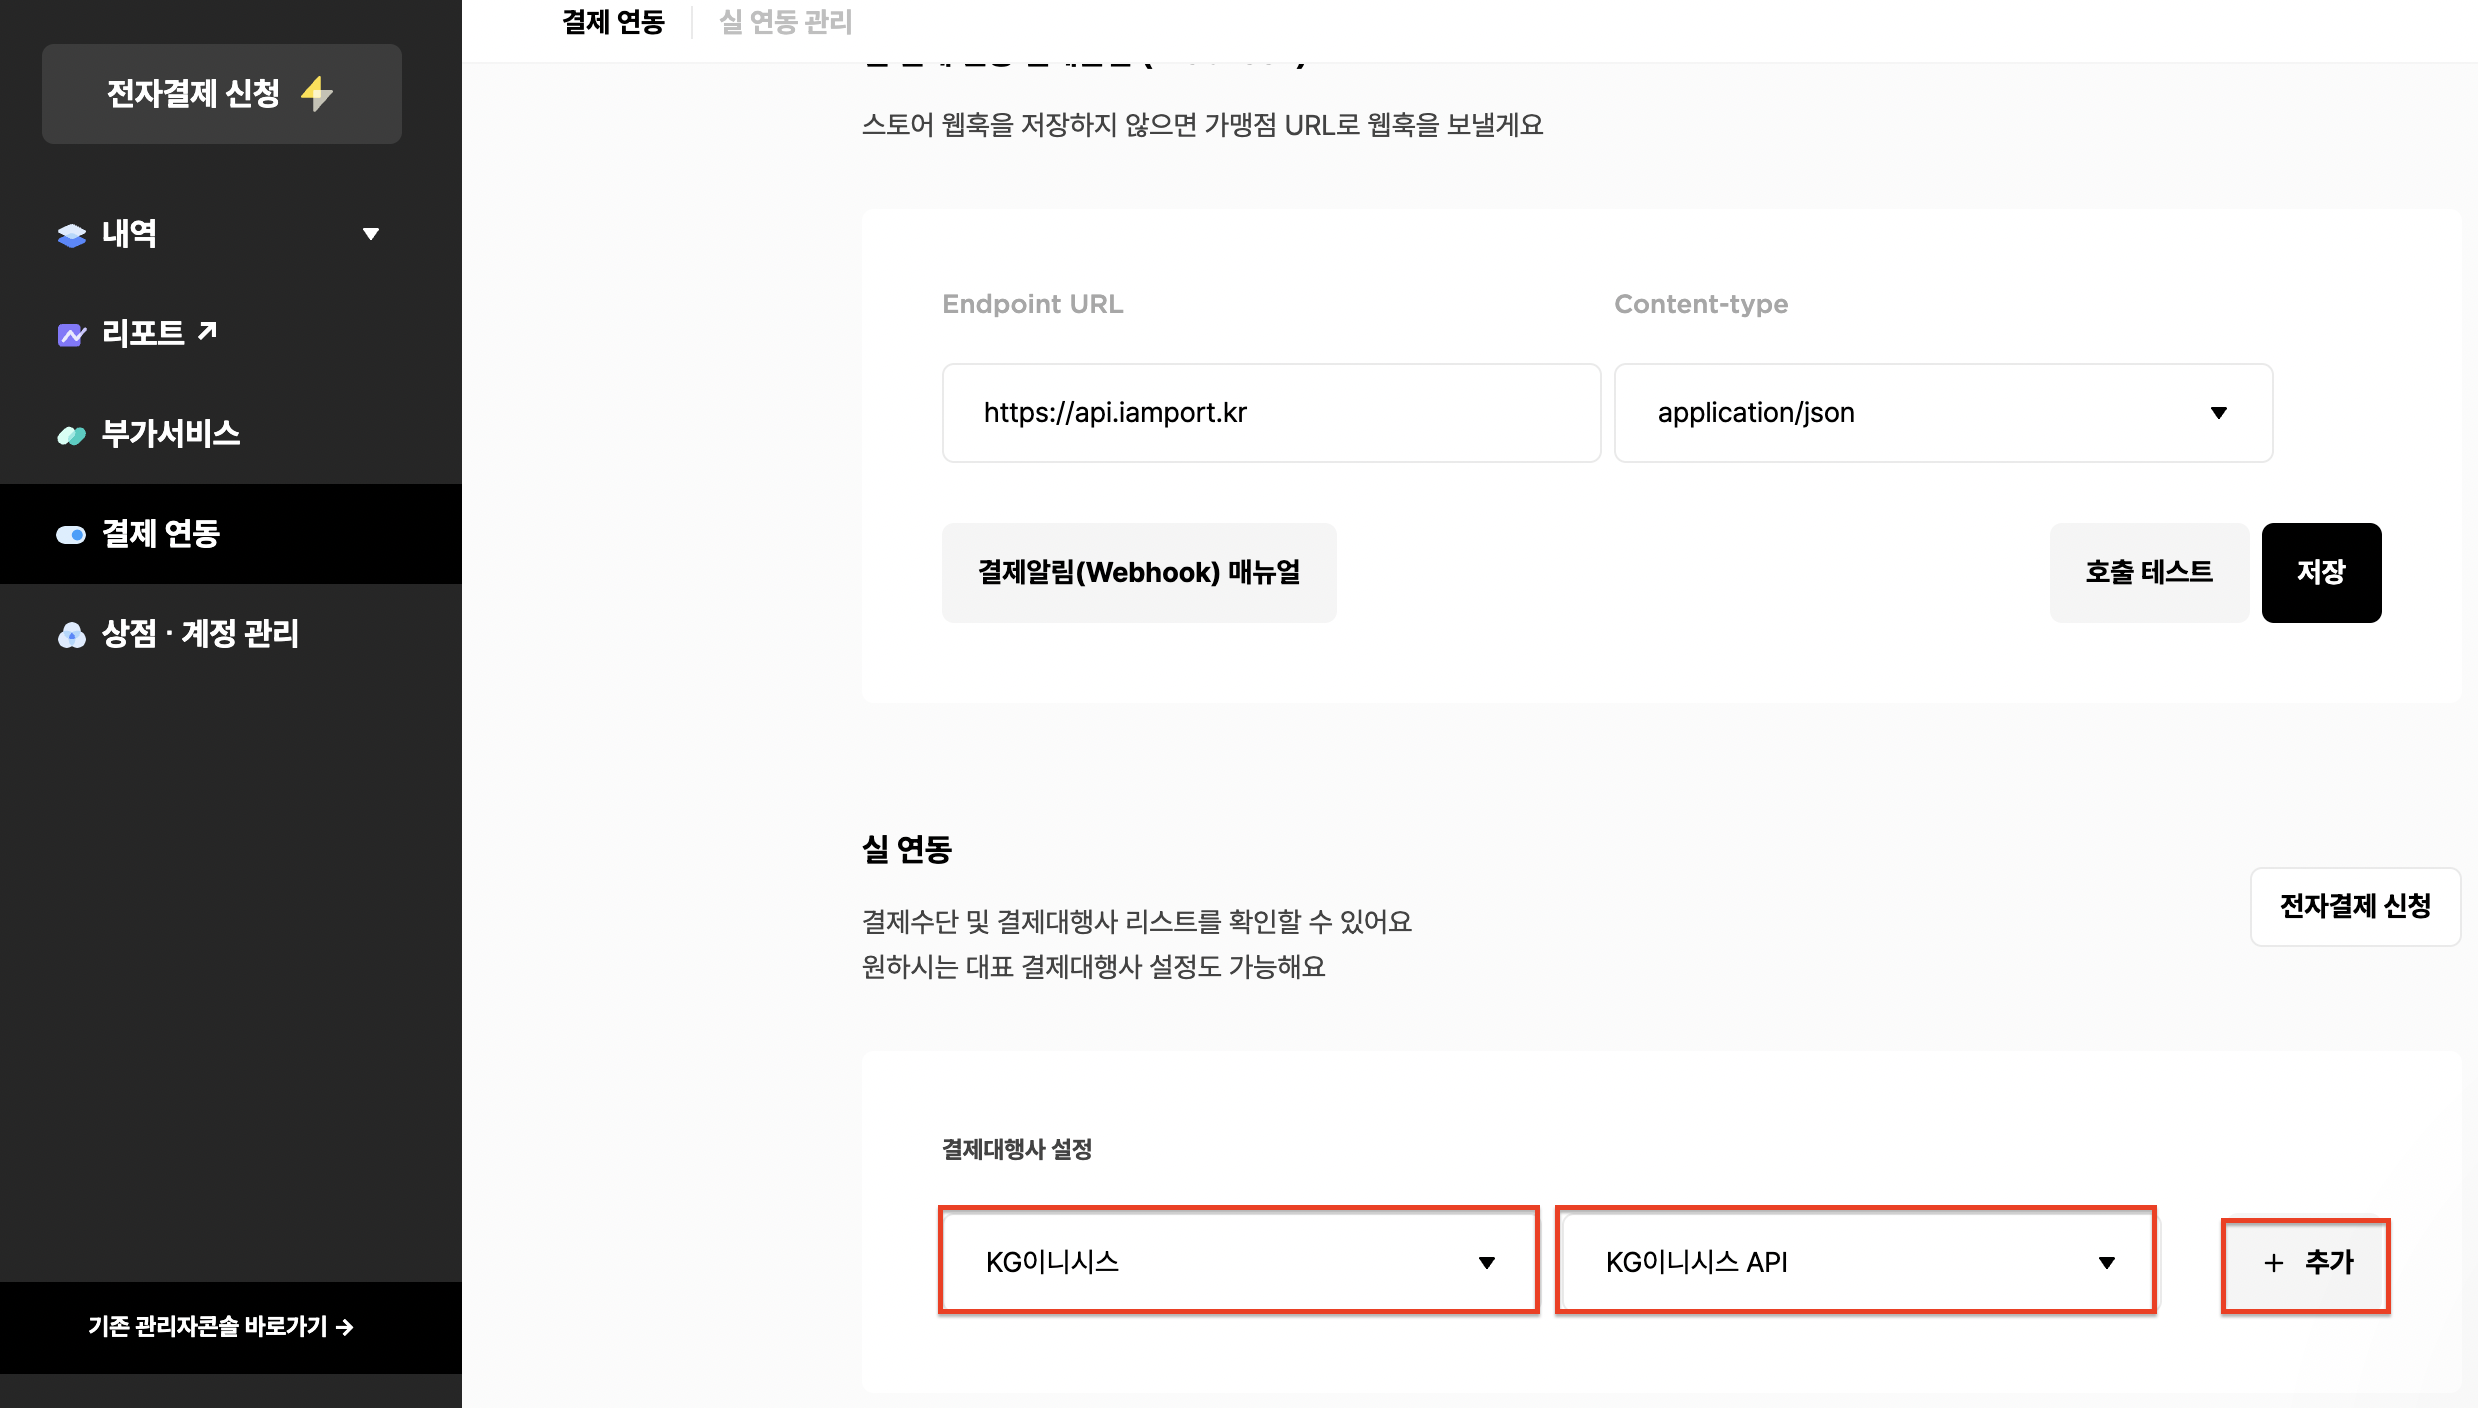 전자결제 신청
내역
리포트
부가서비스
결제 연동
상점 · 계정 관리
기존 관리자콘솔 바로가기 →
결제 연동
실 연동 관리
스토어 웹훅을 저장하지 않으면 가맹점 URL로 웹훅을 보낼게요
Endpoint URL
Content-type
https://api.iamport.kr
application/json
결제알림(Webhook) 매뉴얼
호출 테스트
저장
실 연동
결제수단 및 결제대행사 리스트를 확인할 수 있어요
원하시는 대표 결제대행사 설정도 가능해요
전자결제 신청
결제대행사 설정
KG이니시스
KG이니시스 API
+ 추가